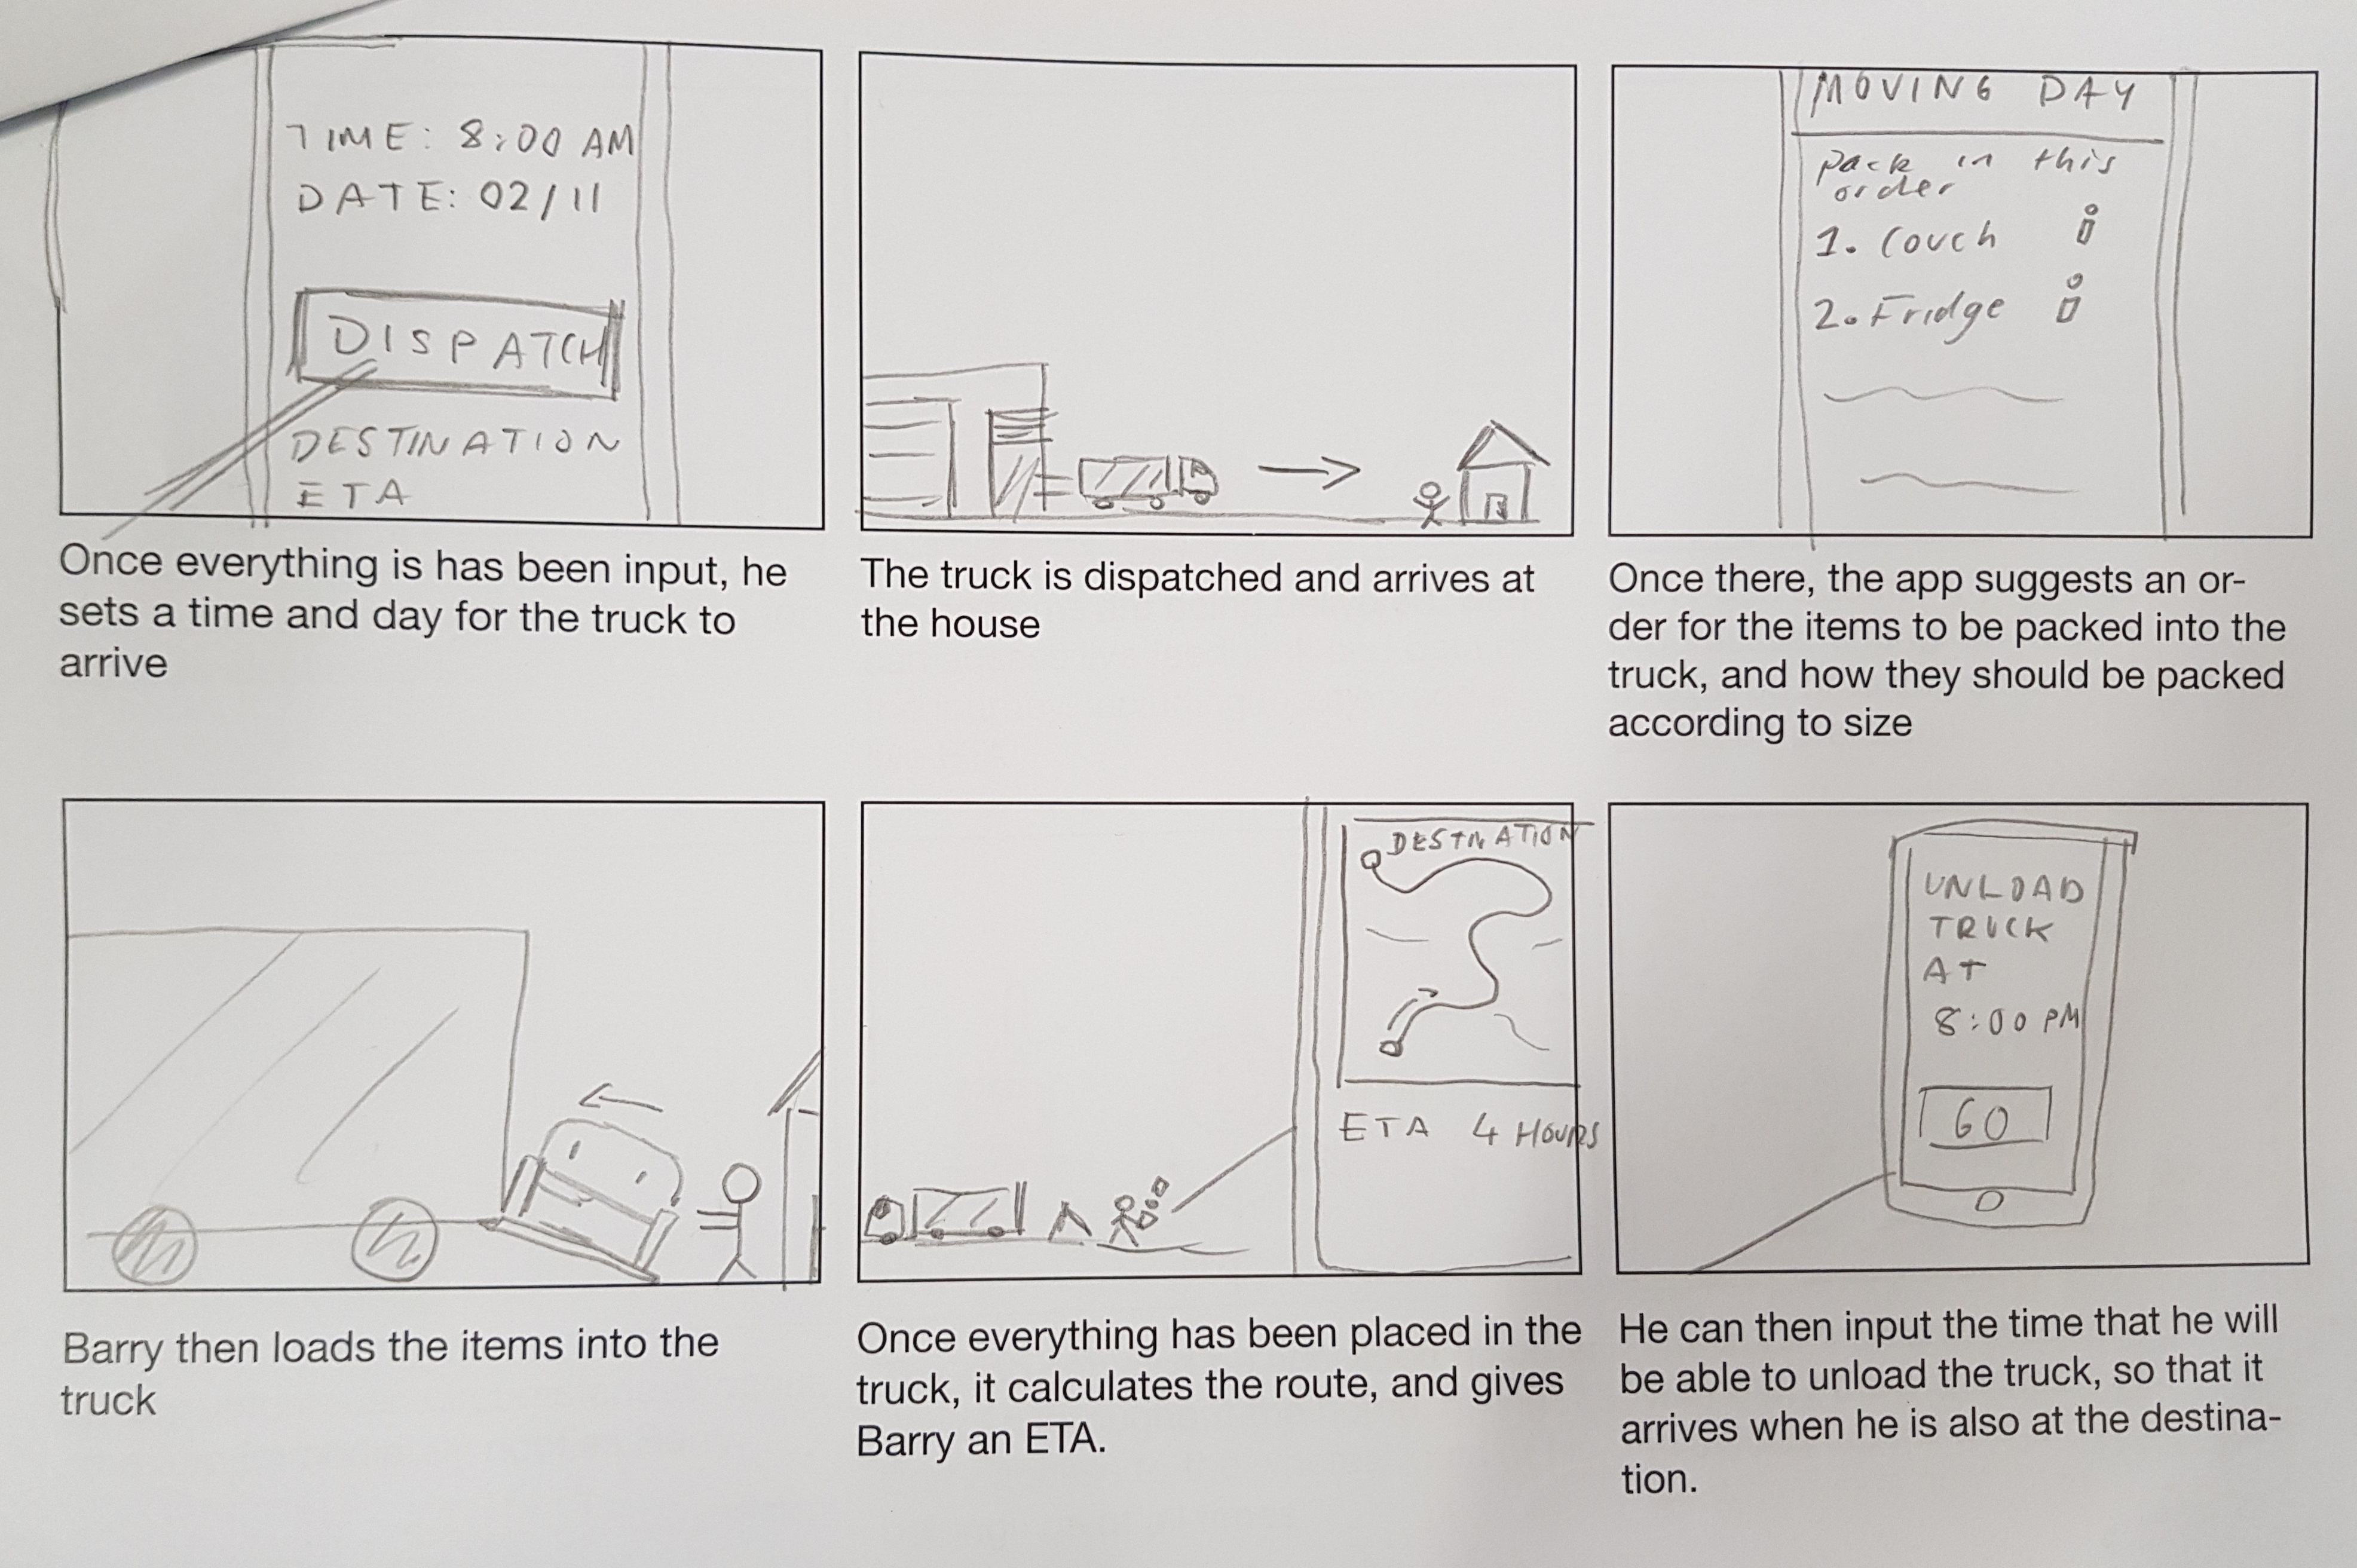 TIME: 8:00 AM
DATE: 02/11
DISPATCH
DESTINATION
ETA
Once everything is has been input, he
sets a time and day for the truck to
arrive
The truck is dispatched and arrives at
the house
MOVING DAY
pack in this
order
1. Couch i
2. Fridge i
Once there, the app suggests an or-
der for the items to be packed into the
truck, and how they should be packed
according to size
Barry then loads the items into the
truck
DESTINATION
ETA 4 HOURS
Once everything has been placed in the
truck, it calculates the route, and gives
Barry an ETA.
UNLOAD
TRUCK
AT
8:00 PM
GO
He can then input the time that he will
be able to unload the truck, so that it
arrives when he is also at the destina-
tion.